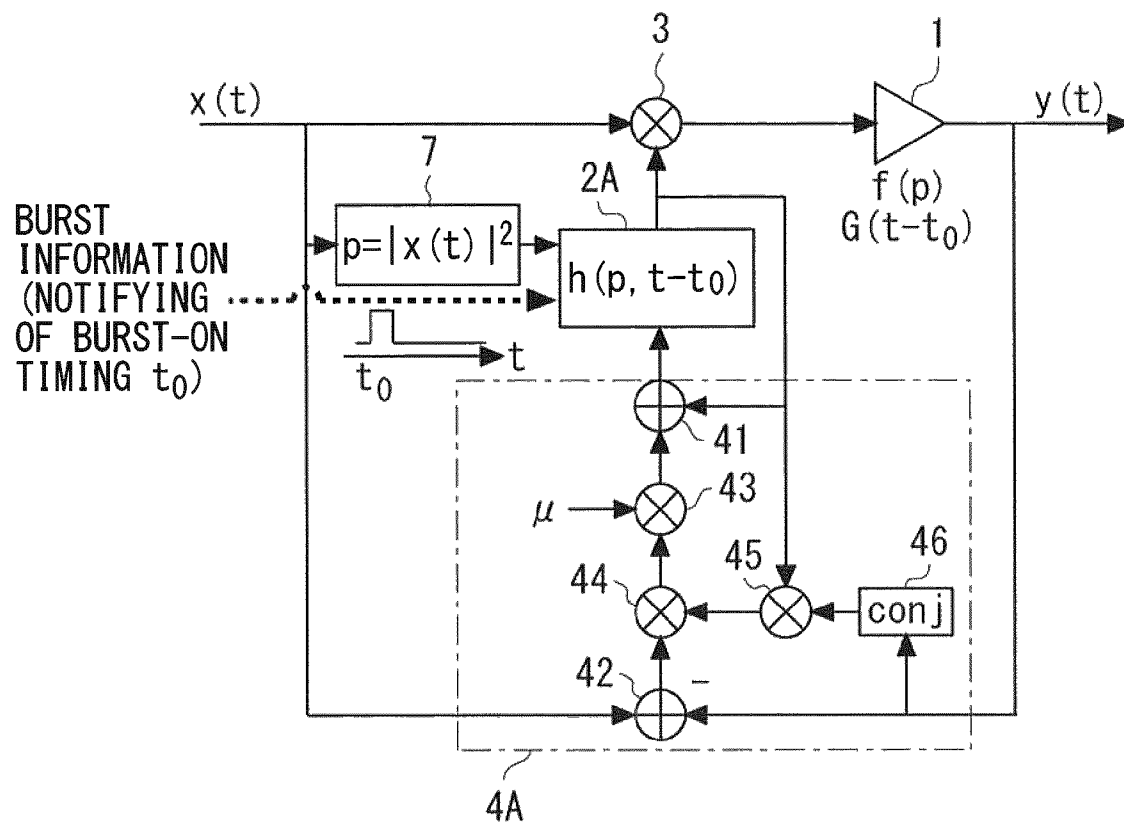 3
1
x(t)
y(t)
7
2A
f(p)
G(t-t₀)
BURST
INFORMATION
(NOTIFYING
OF BURST-ON
TIMING t₀)
p=|x(t)|²
h(p, t-t₀)
t
t₀
41
μ
43
44
45
46
conj
42
-
4A